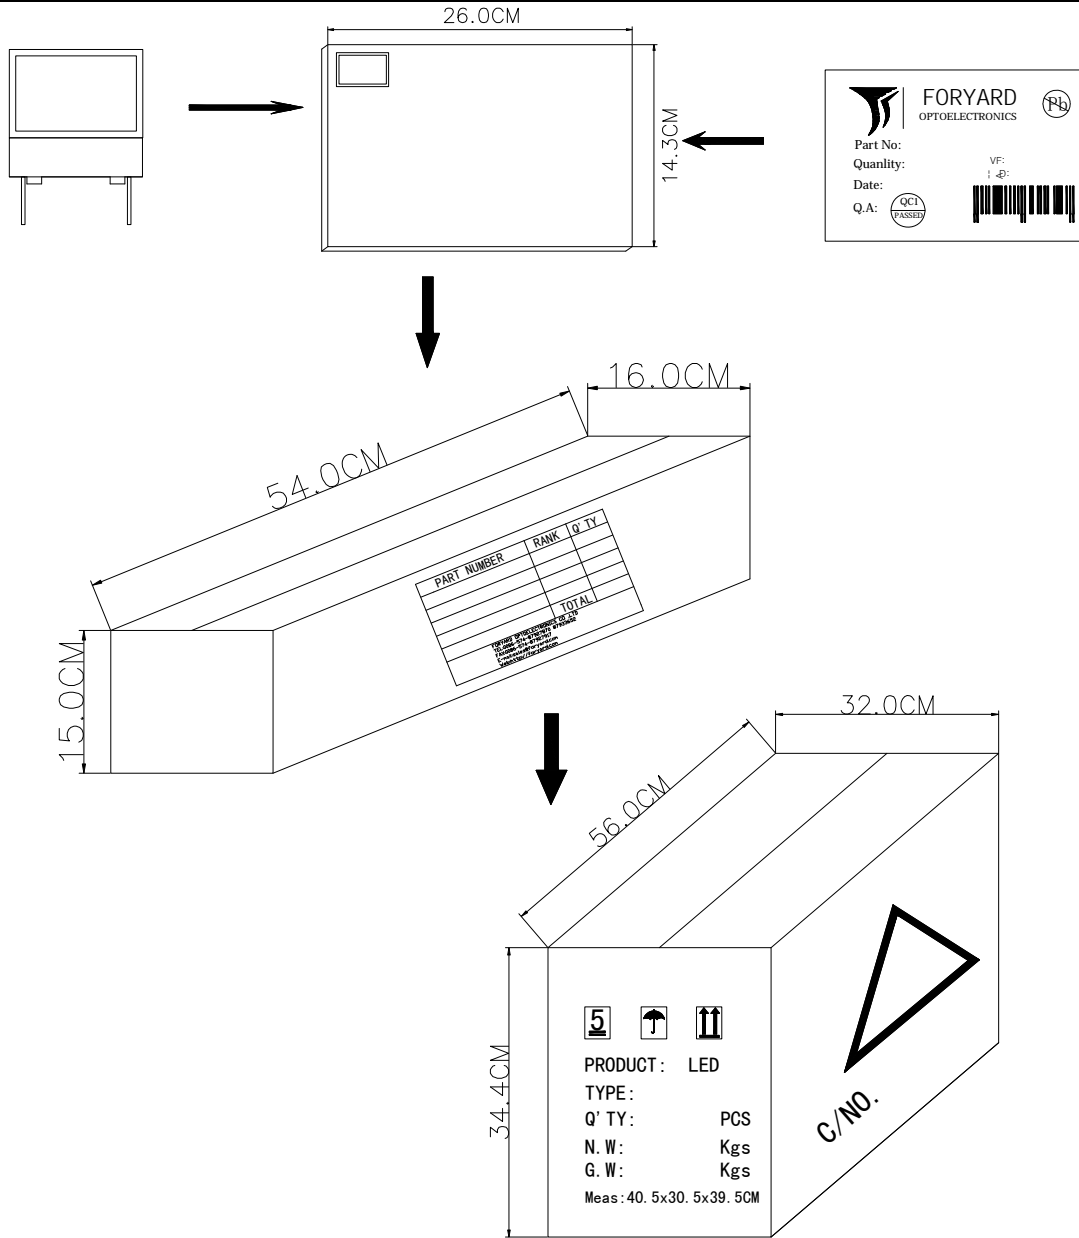 26.0CM
14.3CM
FORYARD
OPTOELECTRONICS
Pb
Part No:
Quanlity:
VF:
Date:
Q.A:
QC1
PASSED
16.0CM
54.0CM
15.0CM
PART NUMBER RANK Q'TY
TOTAL
32.0CM
56.0CM
34.4CM
5
PRODUCT: LED
TYPE:
Q'TY: PCS
N.W: Kgs
G.W: Kgs
Meas:40.5x30.5x39.5CM
C/NO.